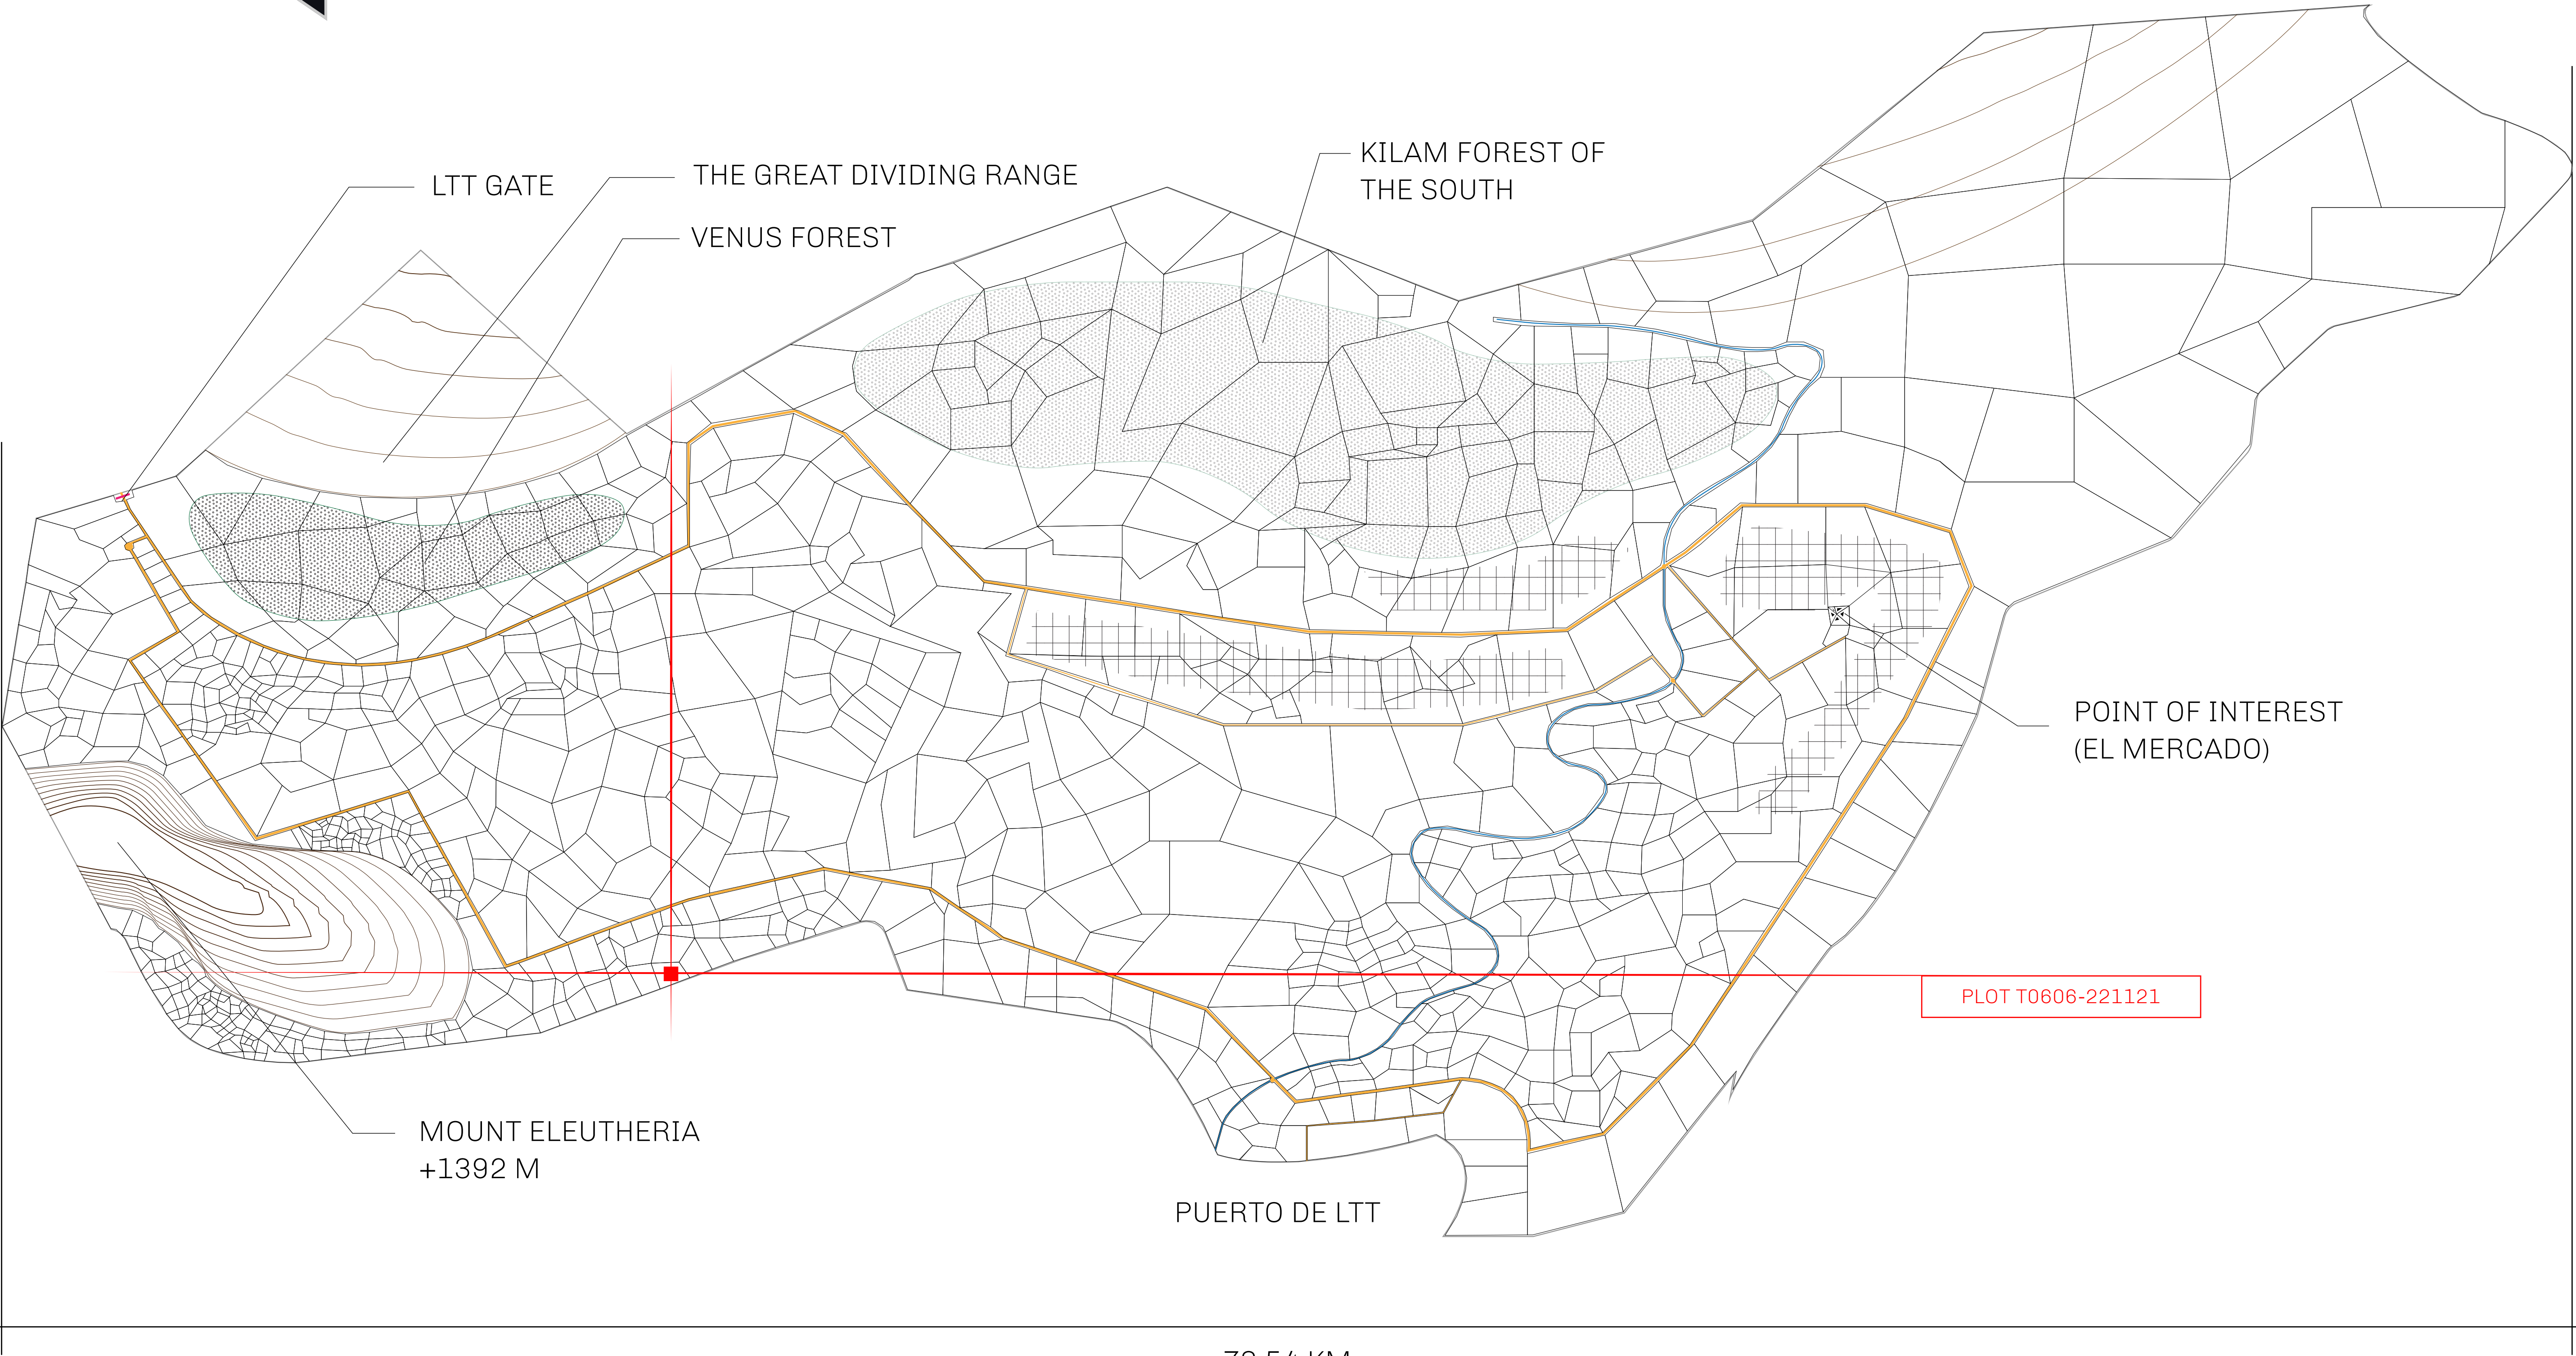 KILAM FOREST OF
THE SOUTH
THE GREAT DIVIDING RANGE
LTT GATE
VENUS FOREST
POINT OF INTEREST
(EL MERCADO)
PLOT T0606-221121
MOUNT ELEUTHERIA
+1392 M
PUERTO DE LTT
KM